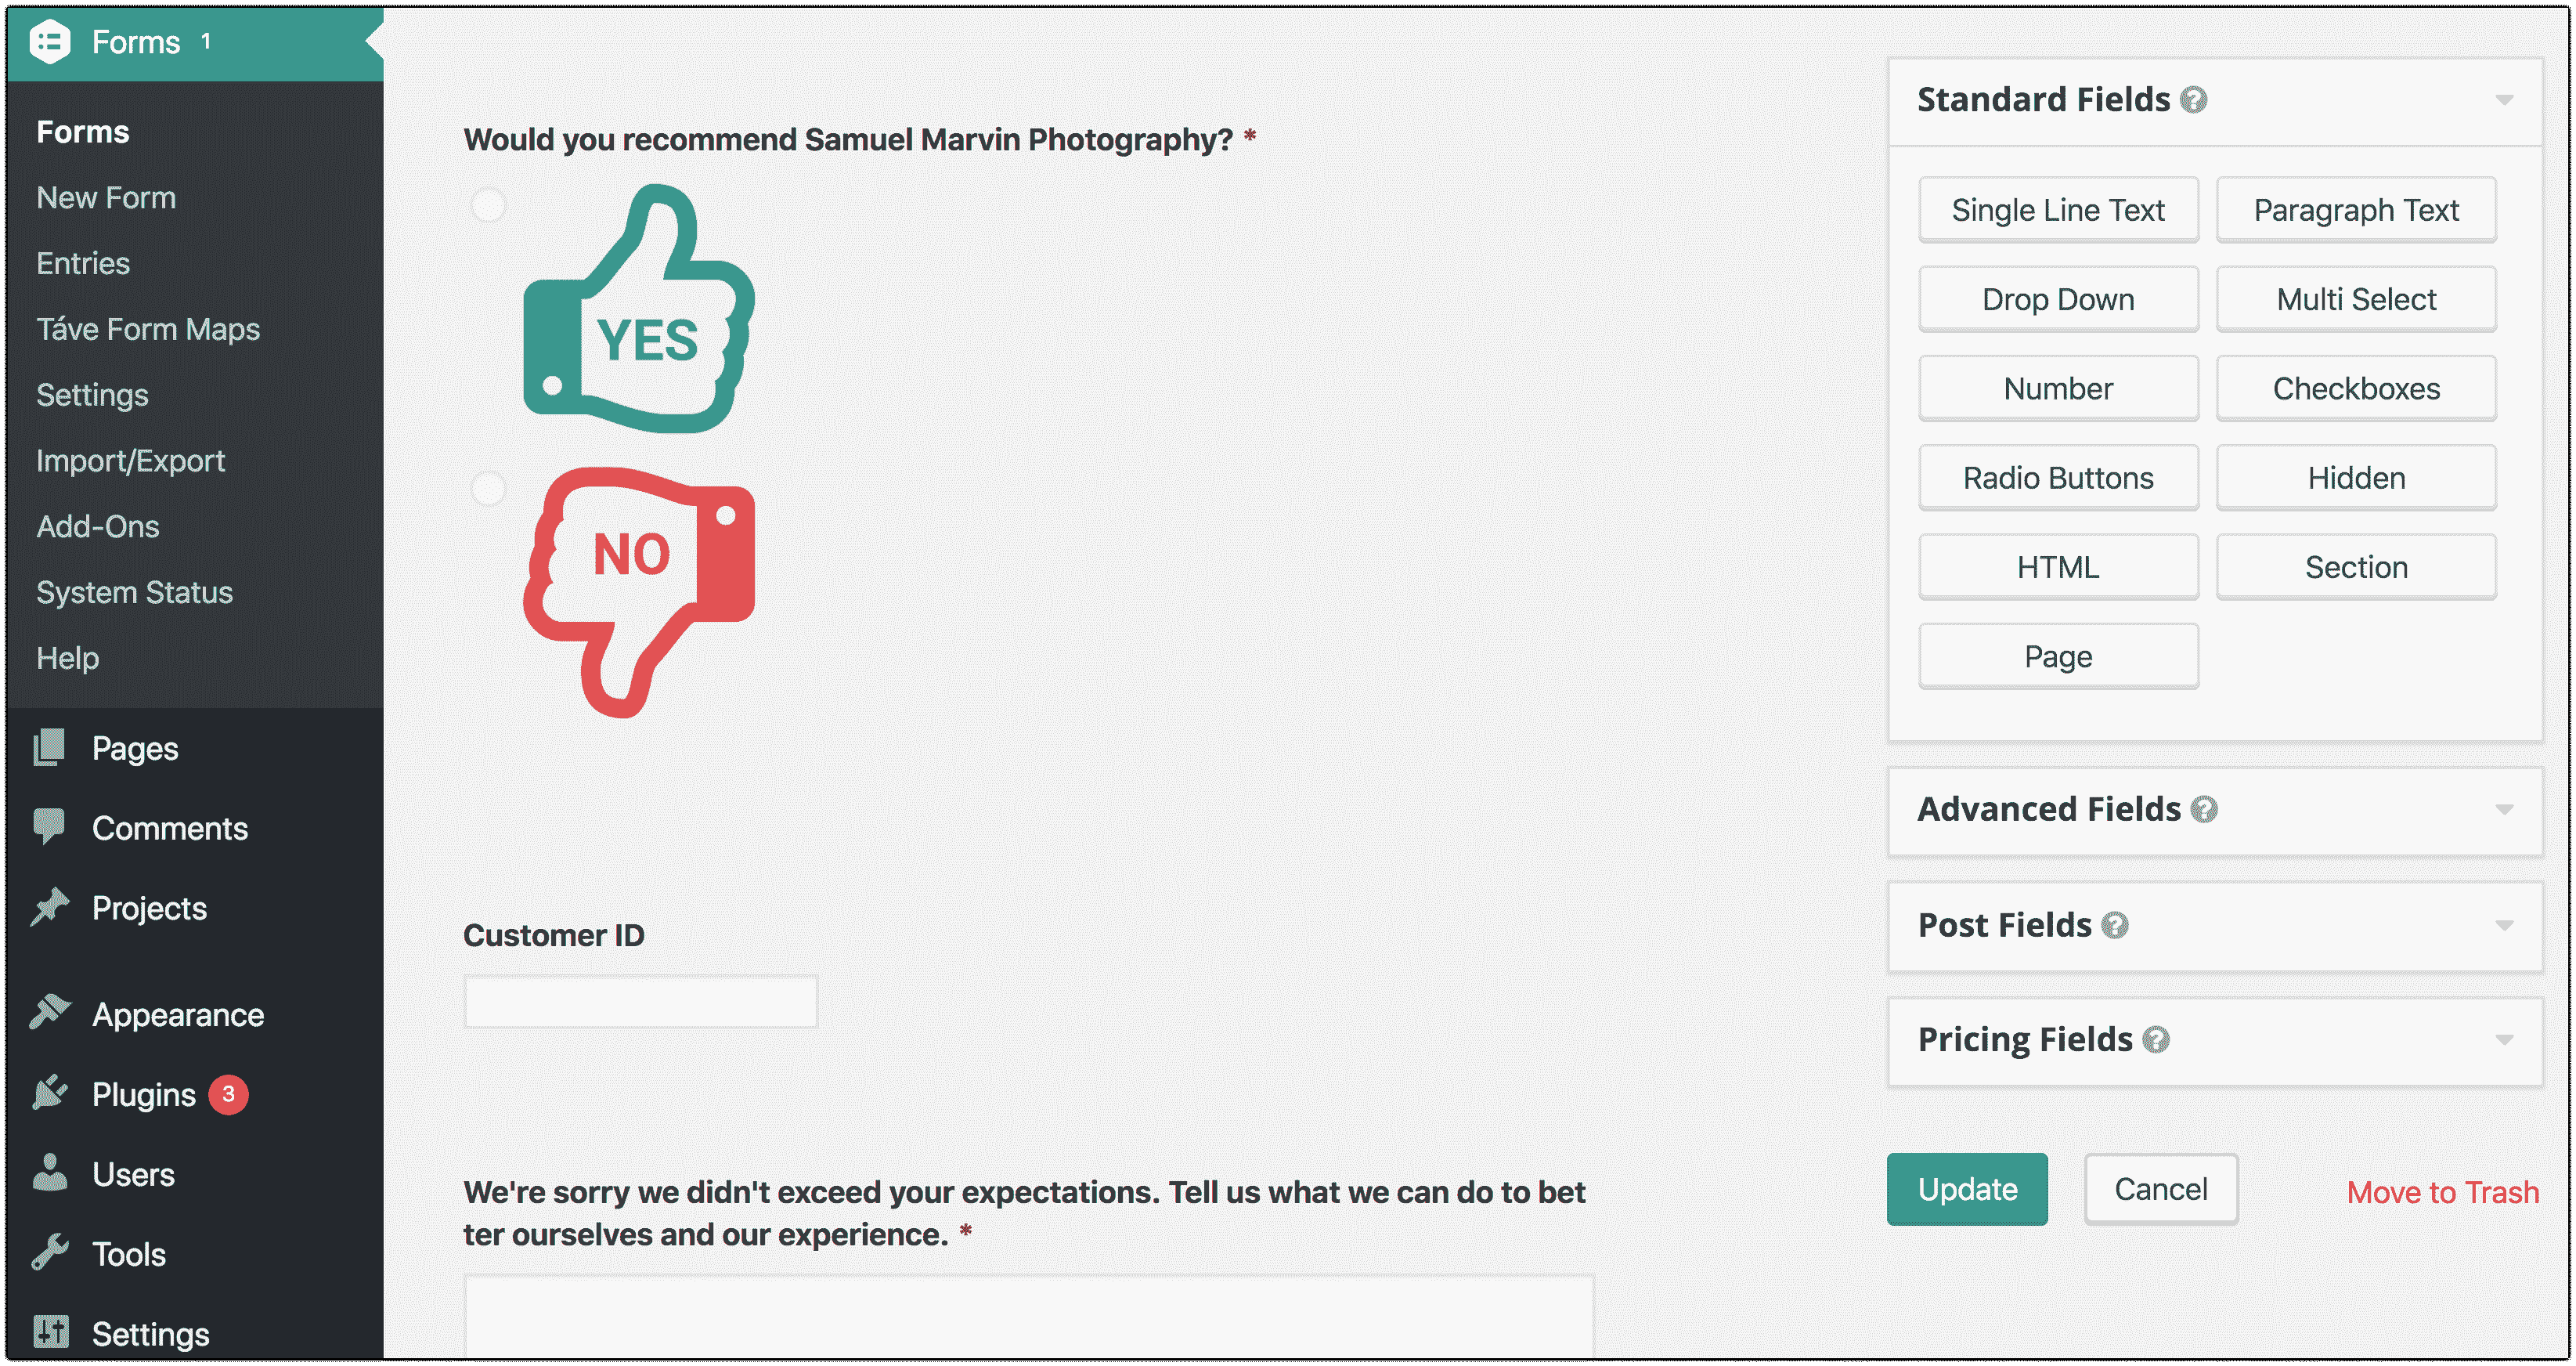 Forms 1
Forms
New Form
Entries
Táve Form Maps
Settings
Import/Export
Add-Ons
System Status
Help
Pages
Comments
Projects
Appearance
Plugins 3
Users
Tools
Settings
Would you recommend Samuel Marvin Photography? *
YES
NO
Customer ID
We're sorry we didn't exceed your expectations. Tell us what we can do to bet
ter ourselves and our experience. *
Standard Fields ?
Single Line Text Paragraph Text
Drop Down Multi Select
Number Checkboxes
Radio Buttons Hidden
HTML Section
Page
Advanced Fields ?
Post Fields ?
Pricing Fields ?
Update Cancel Move to Trash